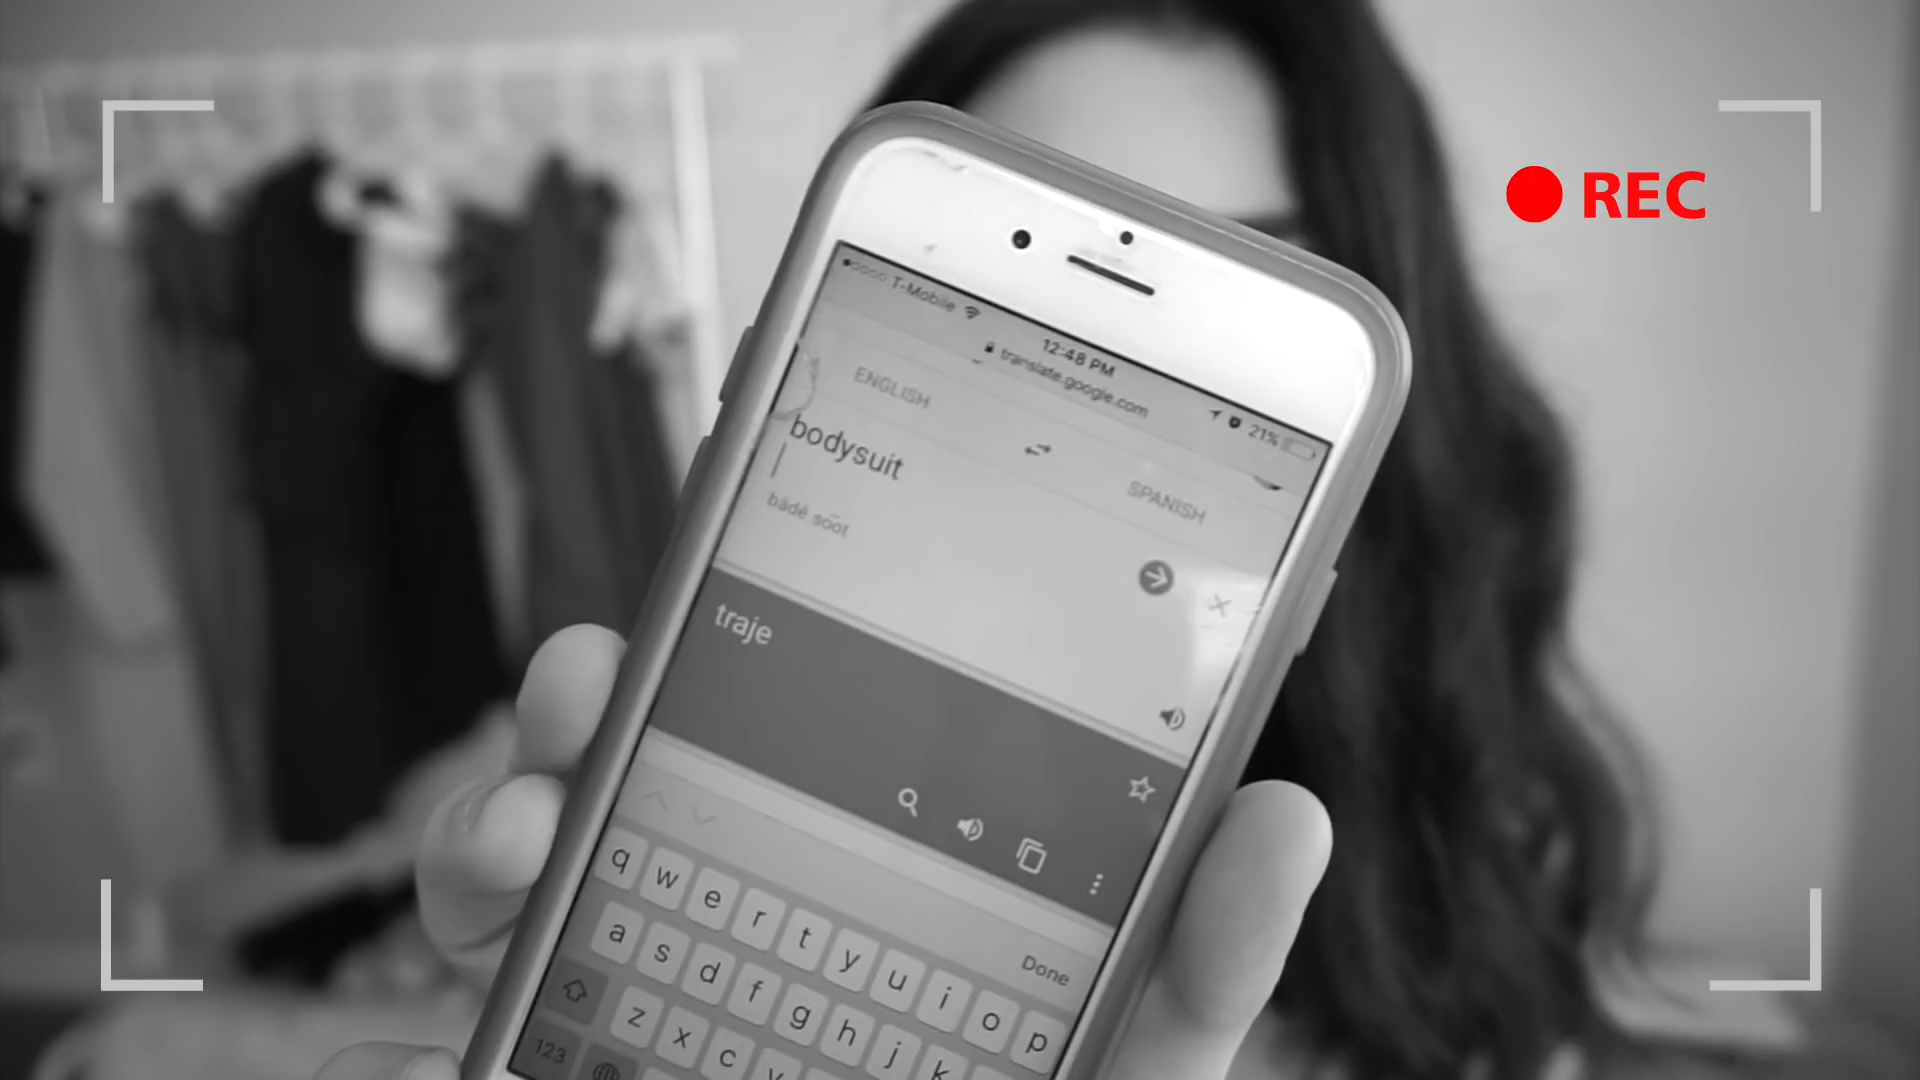 REC
T-Mobile
12:48 PM
21%
translate.google.com
ENGLISH
SPANISH
bodysuit
bädē so͞ot
traje
Done
q w e r t y u i o p
a s d f g h j k
z x c v
123